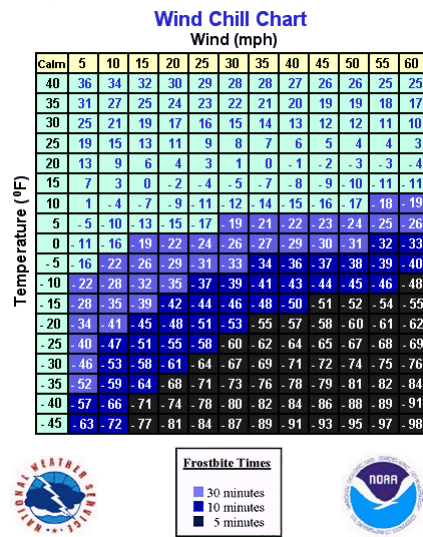 Wind Chill Chart
Wind (mph)
Temperature (⁰F)
Calm 5 10 15 20 25 30 35 40 45 50 55 60
40 36 34 32 30 29 28 28 27 26 26 25 25
35 31 27 25 24 23 22 21 20 19 19 18 17
30 25 21 19 17 16 15 14 13 12 12 11 10
25 19 15 13 11 9 8 7 6 5 4 4 3
20 13 9 6 4 3 1 0 -1 -2 -3 -3 -4
15 7 3 0 -2 -4 -5 -7 -8 -9 -10 -11 -11
10 1 -4 -7 -9 -11 -12 -14 -15 -16 -17 -18 -19
5 -5 -10 -13 -15 -17 -19 -21 -22 -23 -24 -25 -26
0 -11 -16 -19 -22 -24 -26 -27 -29 -30 -31 -32 -33
-5 -16 -22 -26 -29 -31 -33 -34 -36 -37 -38 -39 -40
-10 -22 -28 -32 -35 -37 -39 -41 -43 -44 -45 -46 -48
-15 -28 -35 -39 -42 -44 -46 -48 -50 -51 -52 -54 -55
-20 -34 -41 -45 -48 -51 -53 -55 -57 -58 -60 -61 -62
-25 -40 -47 -51 -55 -58 -60 -62 -64 -65 -67 -68 -69
-30 -46 -53 -58 -61 -64 -67 -69 -71 -72 -74 -75 -76
-35 -52 -59 -64 -68 -71 -73 -76 -78 -79 -81 -82 -84
-40 -57 -66 -71 -74 -78 -80 -82 -84 -86 -88 -89 -91
-45 -63 -72 -77 -81 -84 -87 -89 -91 -93 -95 -97 -98
NATIONAL WEATHER SERVICE
Frostbite Times
30 minutes
10 minutes
5 minutes
NOAA